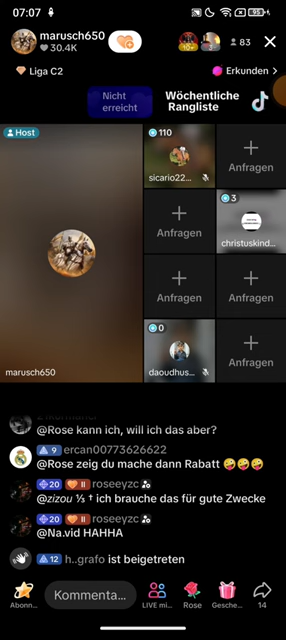 07:07
95
marusch650
30.4K
10+
3
83
Liga C2
Erkunden >
Nicht erreicht
Wöchentliche Rangliste
Host
110
sicario22...
Anfragen
Anfragen
3
christuskind...
Anfragen
Anfragen
0
daoudhus...
Anfragen
marusch650
@Rose kann ich, will ich das aber?
9 ercan00773626622
@Rose zeig du mache dann Rabatt 🤪🤪🤪
20 II roseeyzc
@zizou ⅓ † ich brauche das für gute Zwecke
20 II roseeyzc
@Na.vid HAHHA
12 h..grafo ist beigetreten
Abonn...
Kommenta...
LIVE mi...
Rose
Gesche...
14